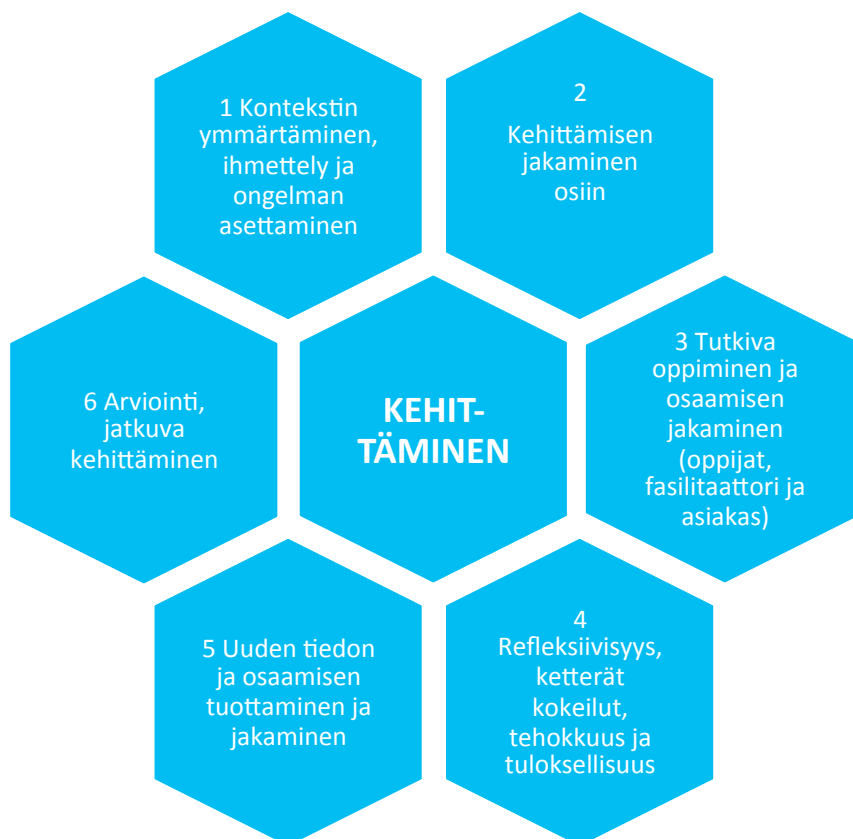 1 Kontekstin
ymmärtäminen,
ihmettely ja
ongelman
asettaminen
2
Kehittämisen
jakaminen
osiin
3 Tutkiva
oppiminen ja
osaamisen
jakaminen
(oppijat,
fasilitaattori ja
asiakas)
4
Refleksiivisyys,
ketterät
kokeilut,
tehokkuus ja
tuloksellisuus
5 Uuden tiedon
ja osaamisen
tuottaminen ja
jakaminen
6 Arviointi,
jatkuva
kehittäminen
KEHIT-
TÄMINEN